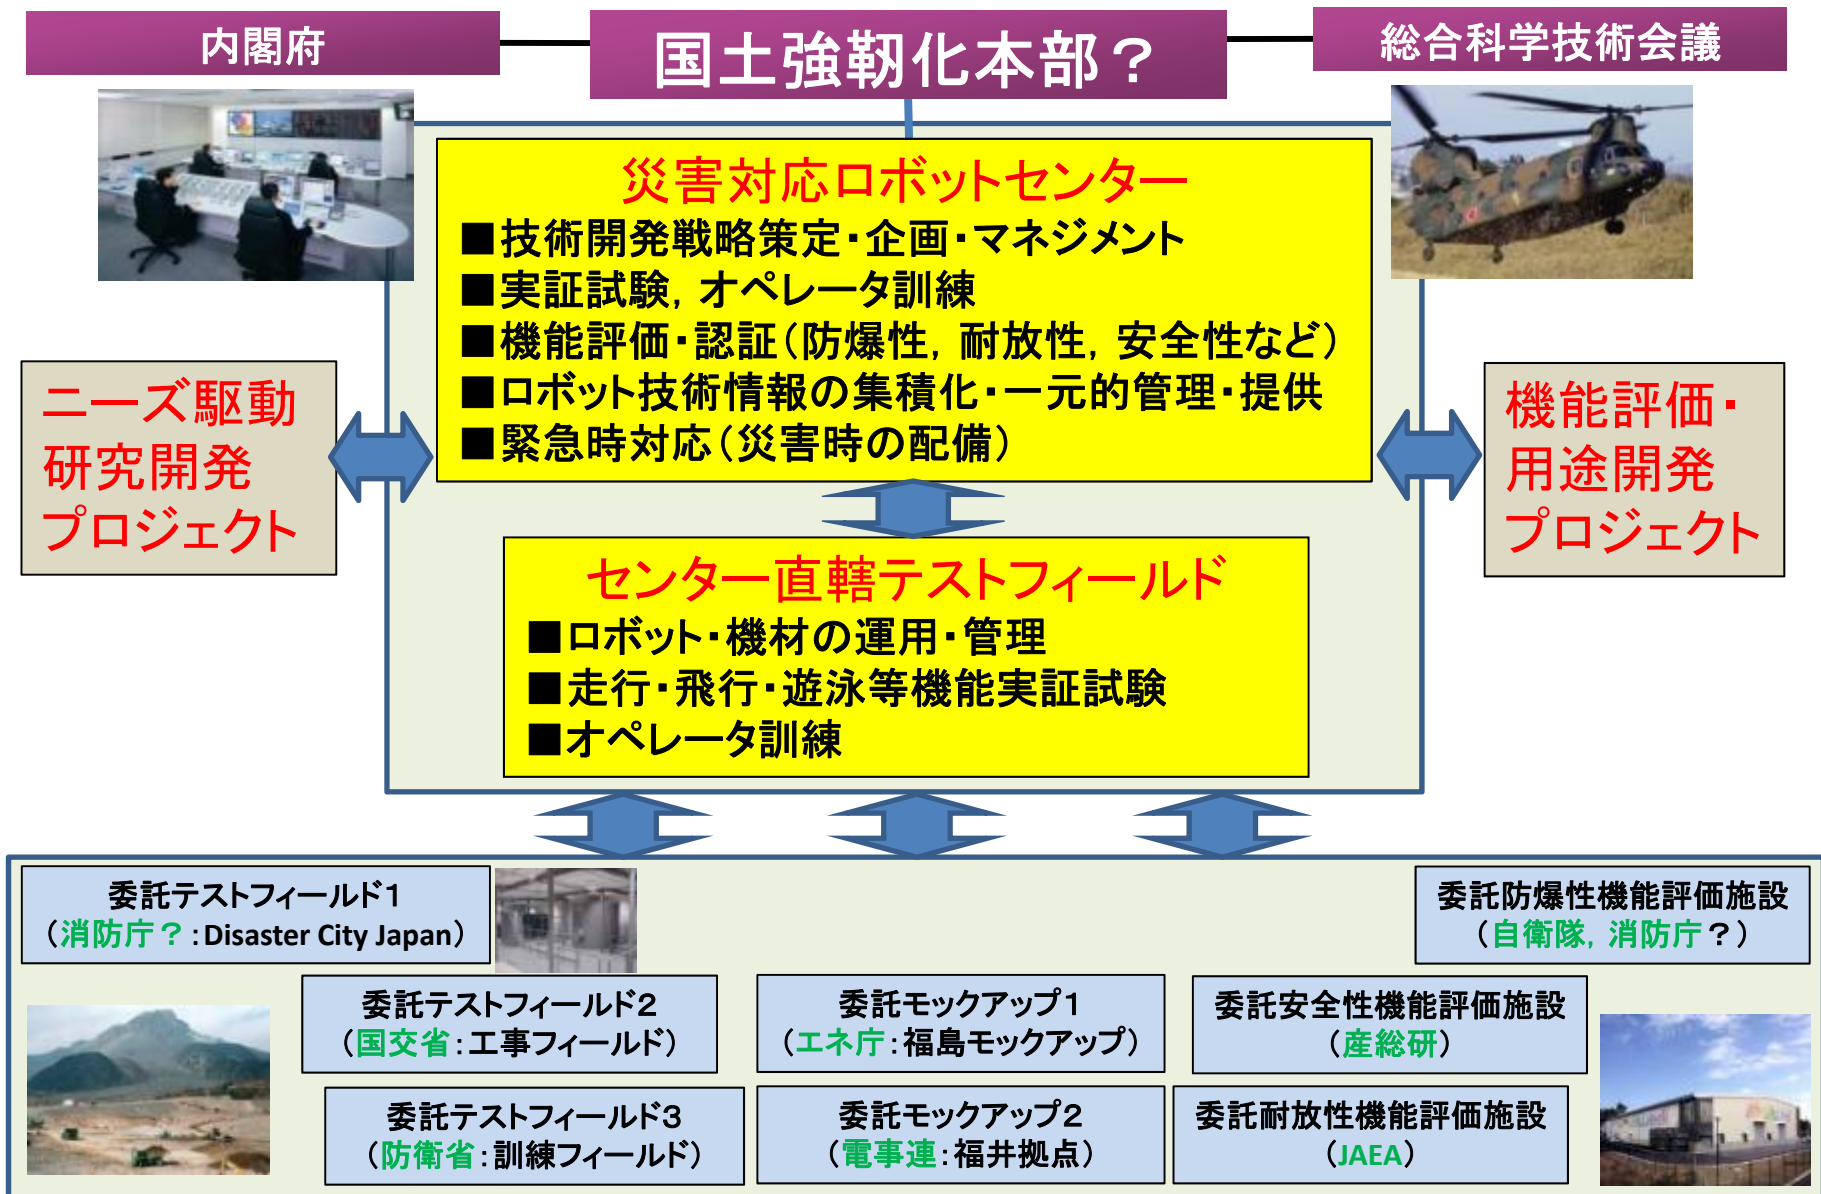 内閣府
国土強靭化本部？
総合科学技術会議
災害対応ロボットセンター
■技術開発戦略策定・企画・マネジメント
■実証試験，オペレータ訓練
■機能評価・認証（防爆性，耐放性，安全性など）
■ロボット技術情報の集積化・一元的管理・提供
■緊急時対応（災害時の配備）
ニーズ駆動
研究開発
プロジェクト
機能評価・
用途開発
プロジェクト
センター直轄テストフィールド
■ロボット・機材の運用・管理
■走行・飛行・遊泳等機能実証試験
■オペレータ訓練
委託テストフィールド1
（消防庁？：Disaster City Japan）
委託防爆性機能評価施設
（自衛隊，消防庁？）
委託テストフィールド2
（国交省：工事フィールド）
委託モックアップ1
（エネ庁：福島モックアップ）
委託安全性機能評価施設
（産総研）
委託テストフィールド3
（防衛省：訓練フィールド）
委託モックアップ2
（電事連：福井拠点）
委託耐放性機能評価施設
（JAEA）